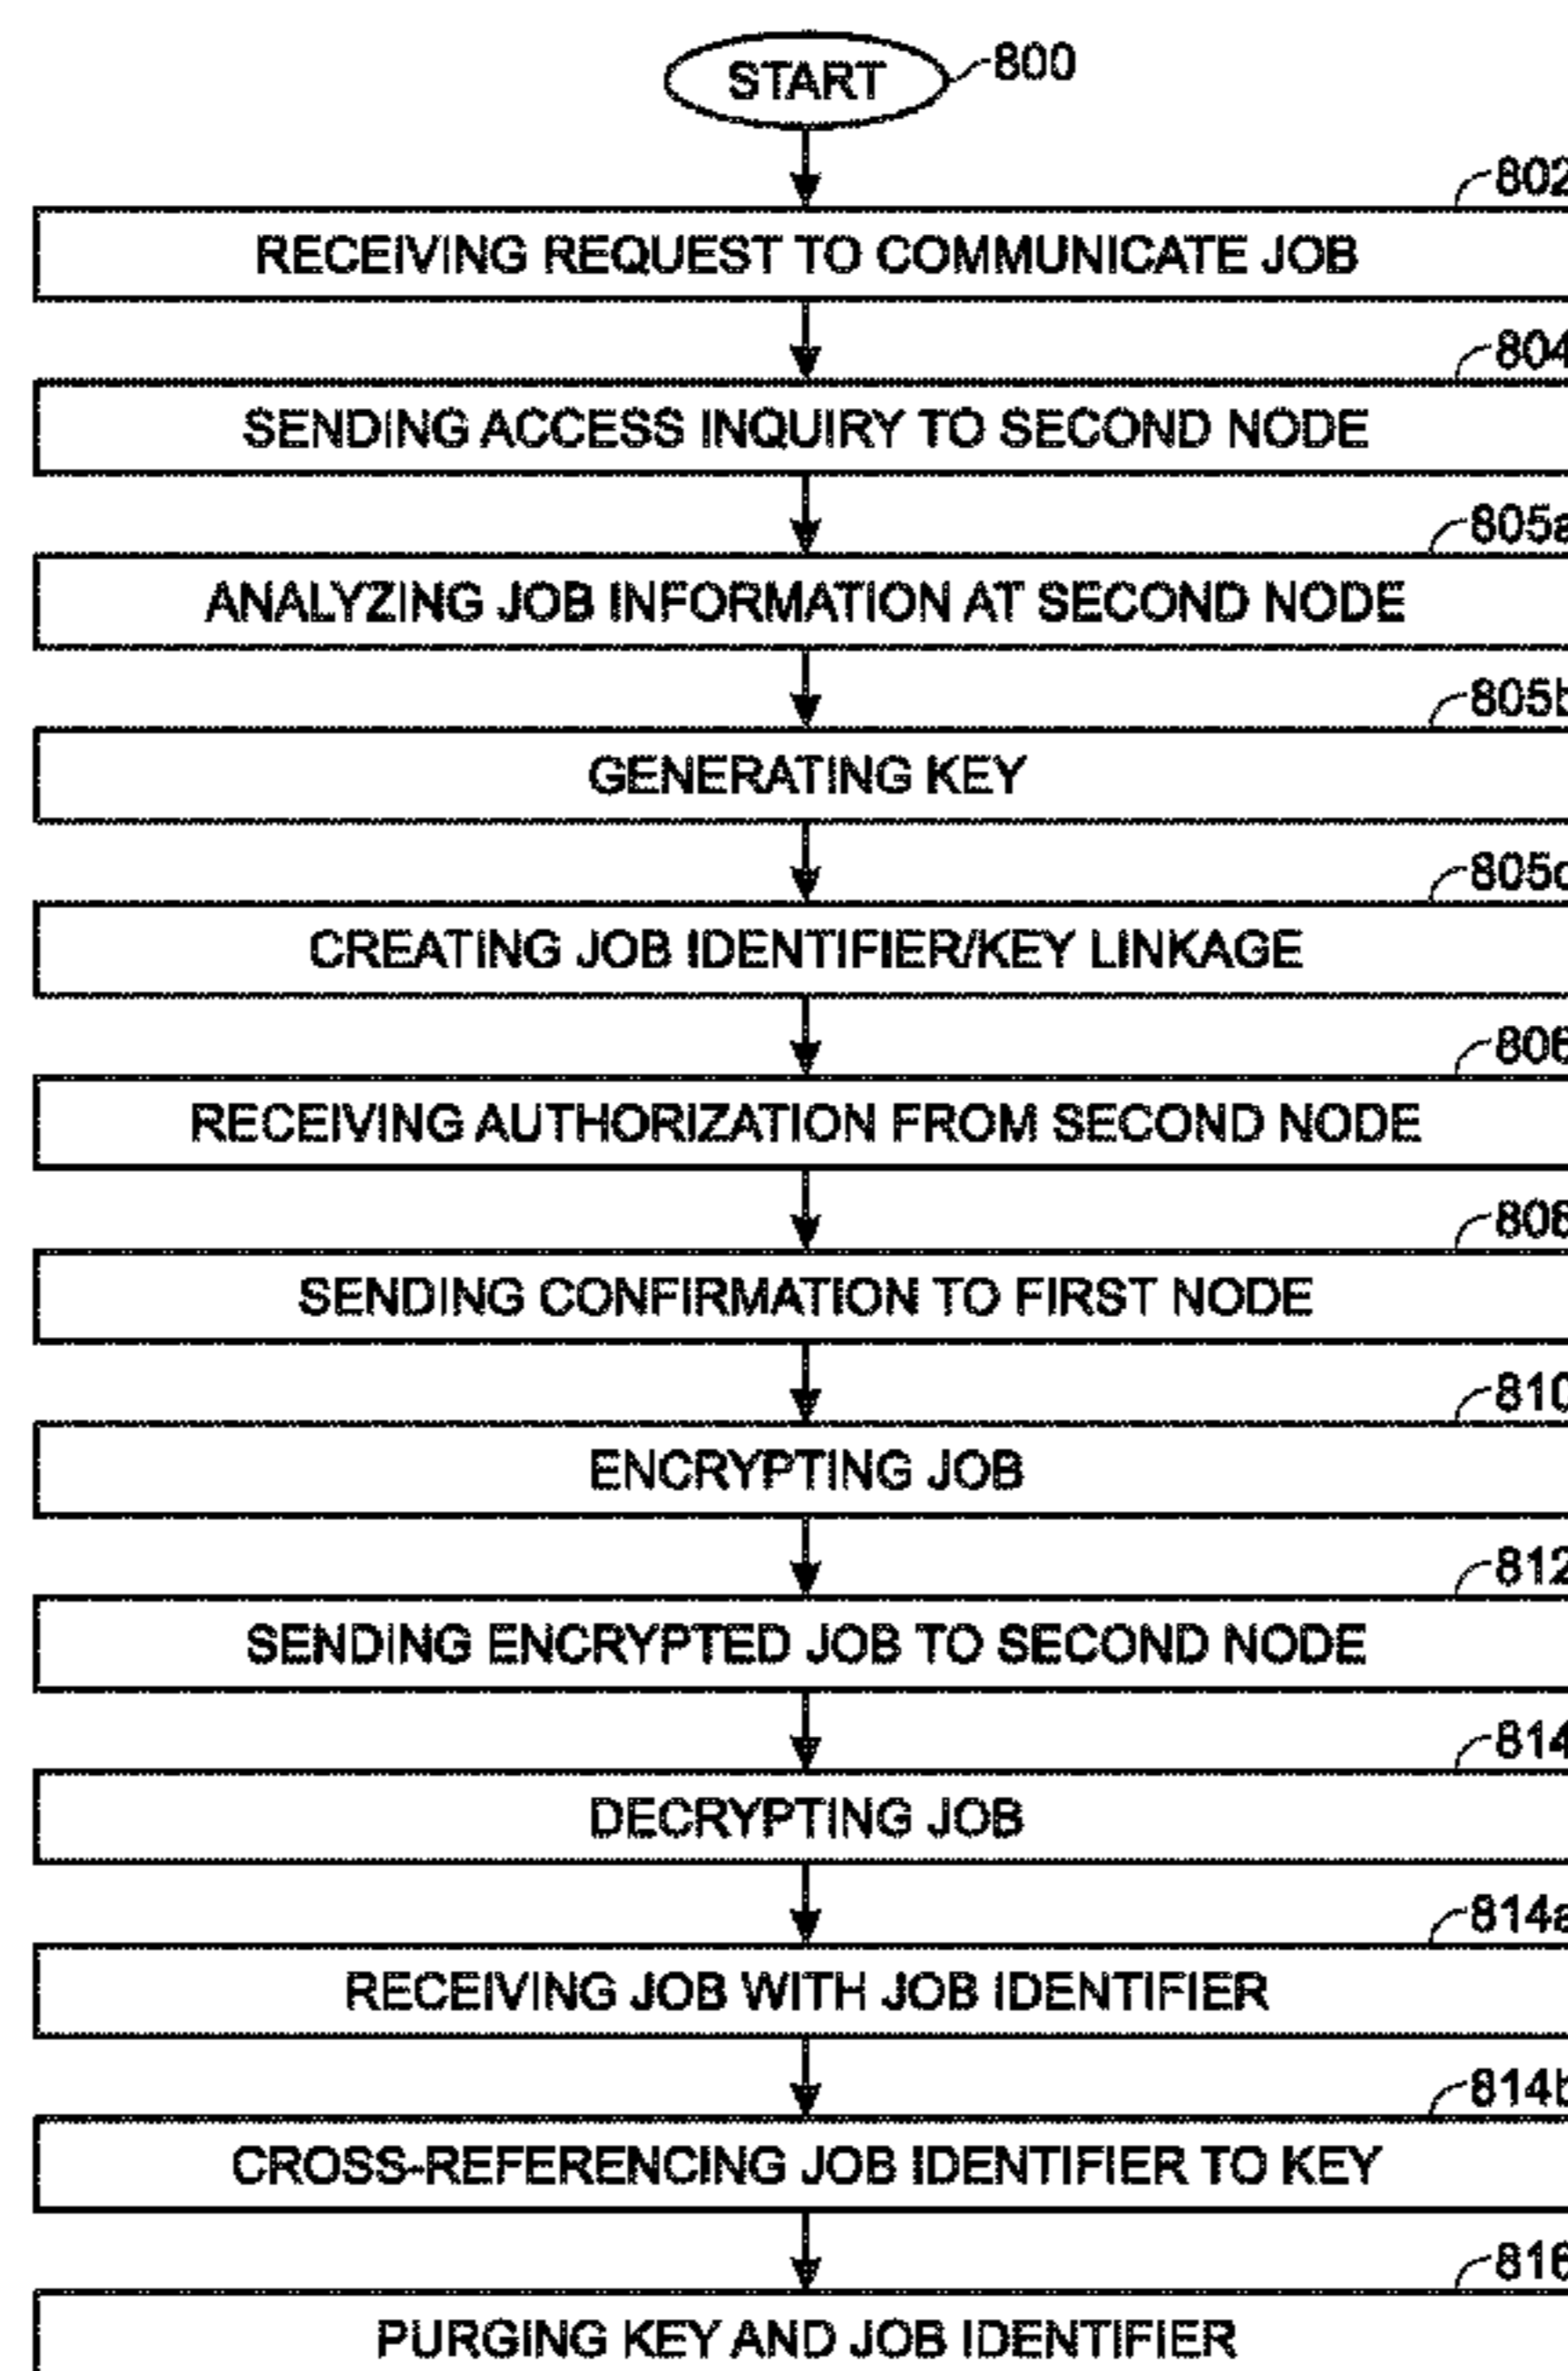 START
800
802
RECEIVING REQUEST TO COMMUNICATE JOB
804
SENDING ACCESS INQUIRY TO SECOND NODE
805a
ANALYZING JOB INFORMATION AT SECOND NODE
805b
GENERATING KEY
805c
CREATING JOB IDENTIFIER/KEY LINKAGE
806
RECEIVING AUTHORIZATION FROM SECOND NODE
808
SENDING CONFIRMATION TO FIRST NODE
810
ENCRYPTING JOB
812
SENDING ENCRYPTED JOB TO SECOND NODE
814
DECRYPTING JOB
814a
RECEIVING JOB WITH JOB IDENTIFIER
814b
CROSS-REFERENCING JOB IDENTIFIER TO KEY
816
PURGING KEY AND JOB IDENTIFIER